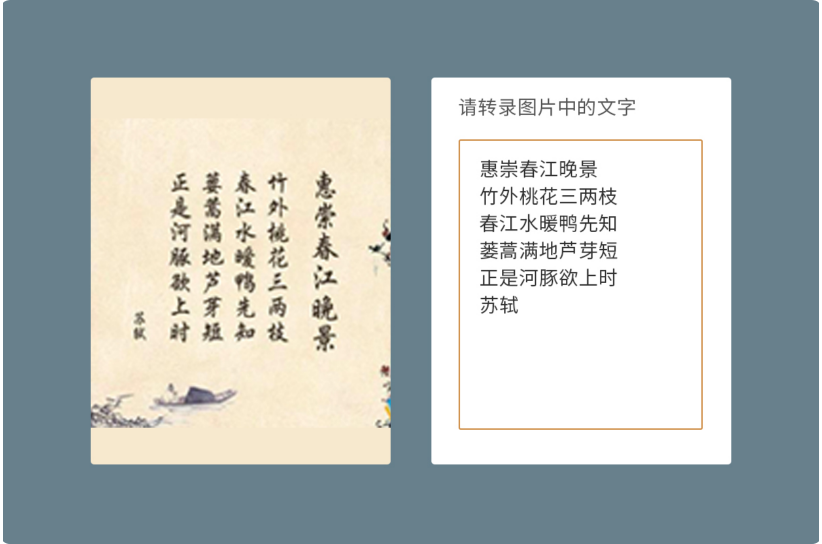 惠崇春江晚景
竹外桃花三两枝
春江水暖鸭先知
蒌蒿满地芦芽短
正是河豚欲上时
苏轼
请转录图片中的文字
惠崇春江晚景
竹外桃花三两枝
春江水暖鸭先知
蒌蒿满地芦芽短
正是河豚欲上时
苏轼